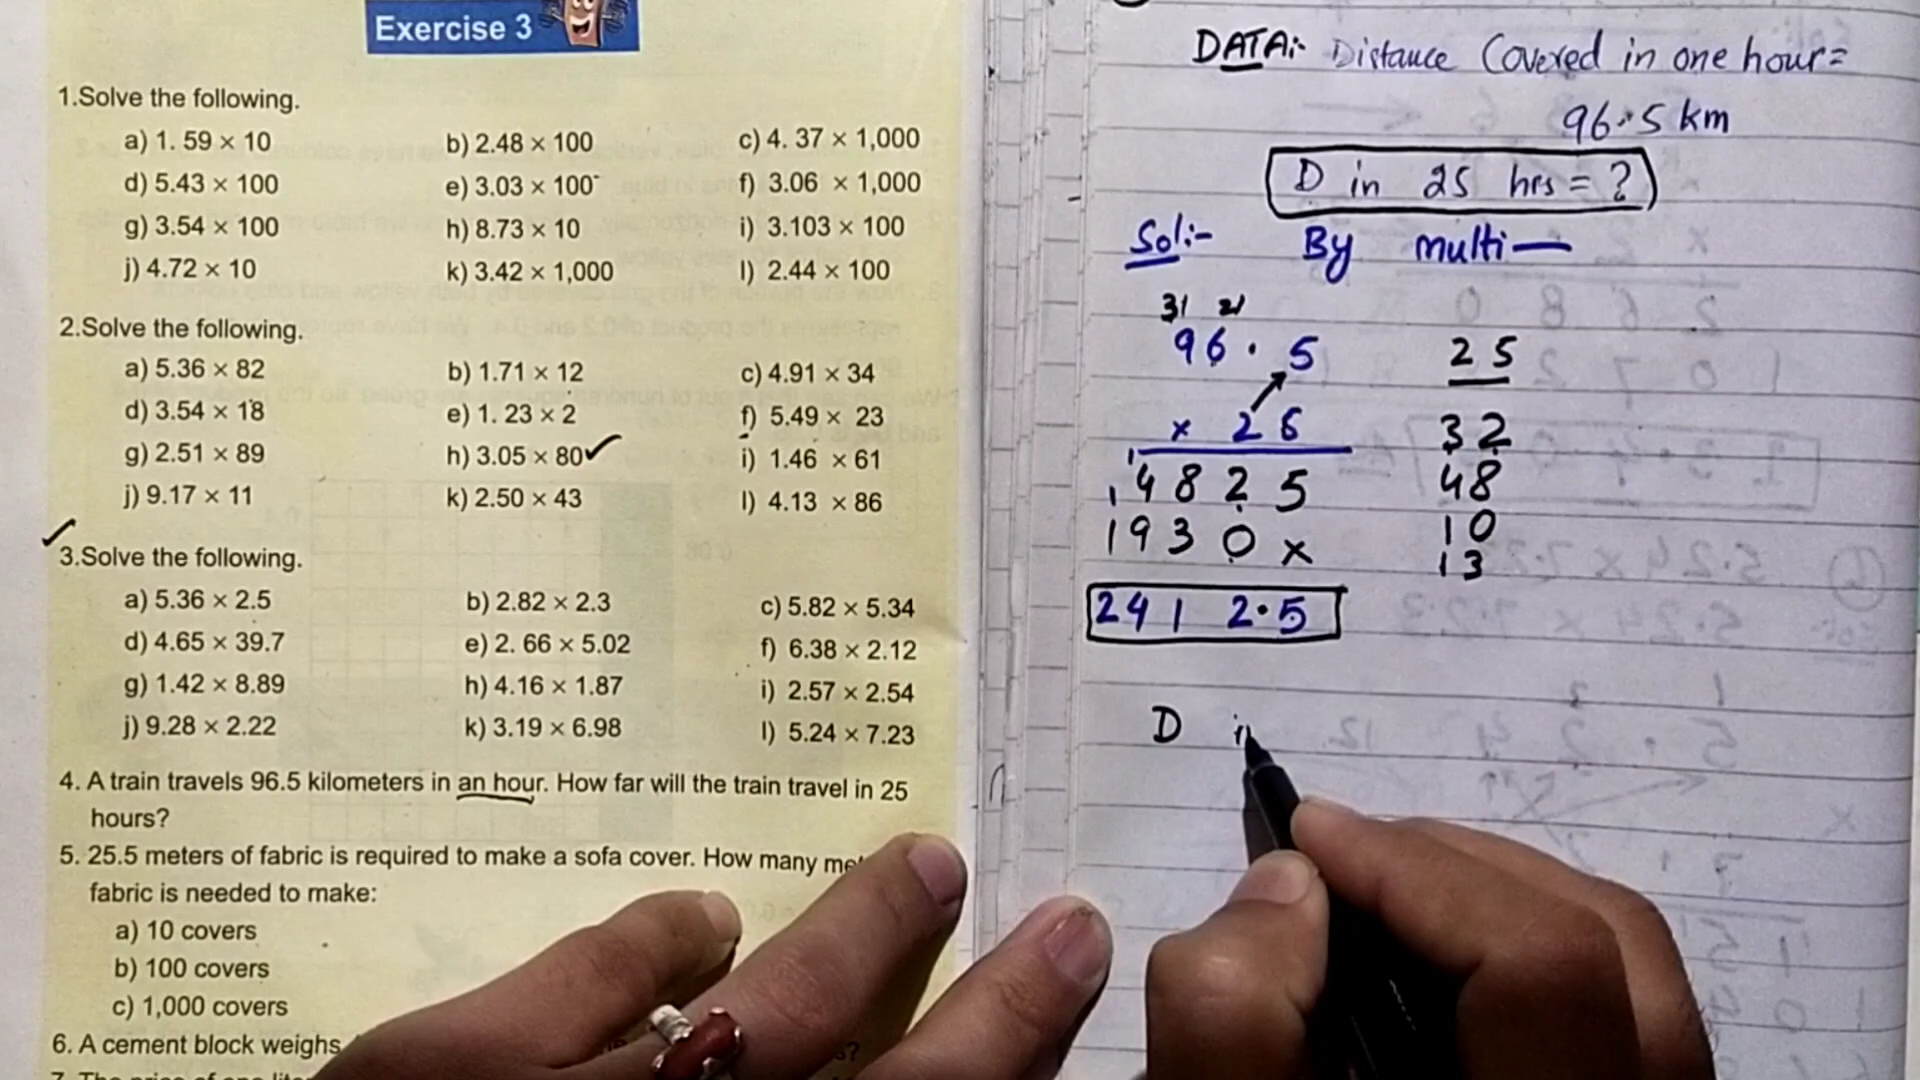 Exercise 3
1.Solve the following.
a) 1. 59 × 10
b) 2.48 × 100
c) 4. 37 × 1,000
d) 5.43 × 100
e) 3.03 × 100
f) 3.06 × 1,000
g) 3.54 × 100
h) 8.73 × 10
i) 3.103 × 100
j) 4.72 × 10
k) 3.42 × 1,000
l) 2.44 × 100
2.Solve the following.
a) 5.36 × 82
b) 1.71 × 12
c) 4.91 × 34
d) 3.54 × 18
e) 1. 23 × 2
f) 5.49 × 23
g) 2.51 × 89
h) 3.05 × 80
i) 1.46 × 61
j) 9.17 × 11
k) 2.50 × 43
l) 4.13 × 86
3.Solve the following.
a) 5.36 × 2.5
b) 2.82 × 2.3
c) 5.82 × 5.34
d) 4.65 × 39.7
e) 2. 66 × 5.02
f) 6.38 × 2.12
g) 1.42 × 8.89
h) 4.16 × 1.87
i) 2.57 × 2.54
j) 9.28 × 2.22
k) 3.19 × 6.98
l) 5.24 × 7.23
4. A train travels 96.5 kilometers in an hour. How far will the train travel in 25
hours?
5. 25.5 meters of fabric is required to make a sofa cover. How many
fabric is needed to make:
a) 10 covers
b) 100 covers
c) 1,000 covers
6. A cement block weighs
7. The price of one
DATA:- Distance Covered in one hour=
96.5 km
D in 25 hrs = ?
Sol:- By multi—
31 21
96. 5
× 25
4825
1930×
2412.5
25
32
48
10
13
D in